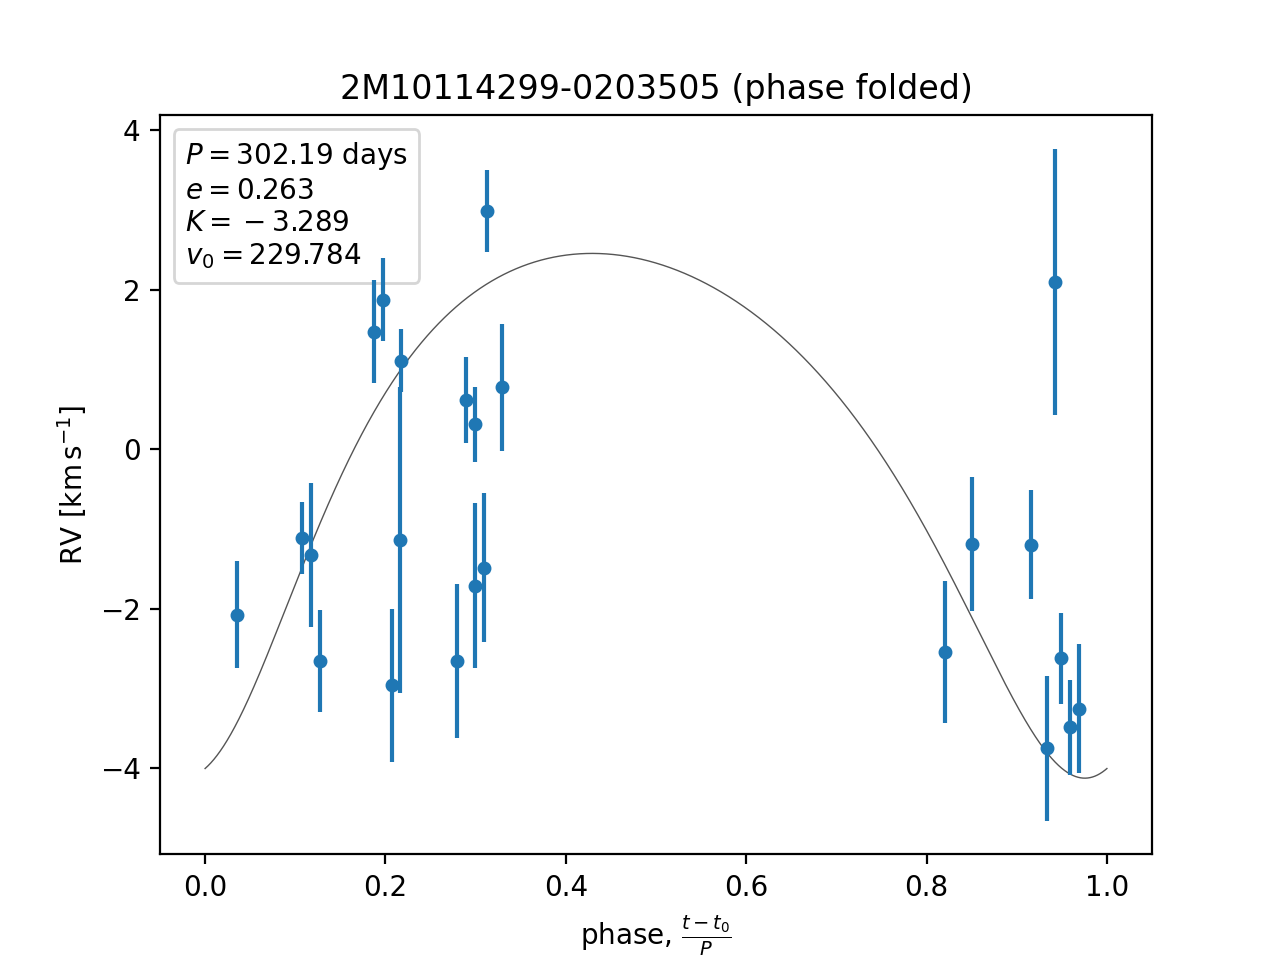 2M10114299-0203505 (phase folded)
P = 302.19 days
e = 0.263
K = − 3.289
v₀ = 229.784
4
2
0
−2
−4
RV [km s⁻¹]
0.0 0.2 0.4 0.6 0.8 1.0
phase, (t − t₀)/P